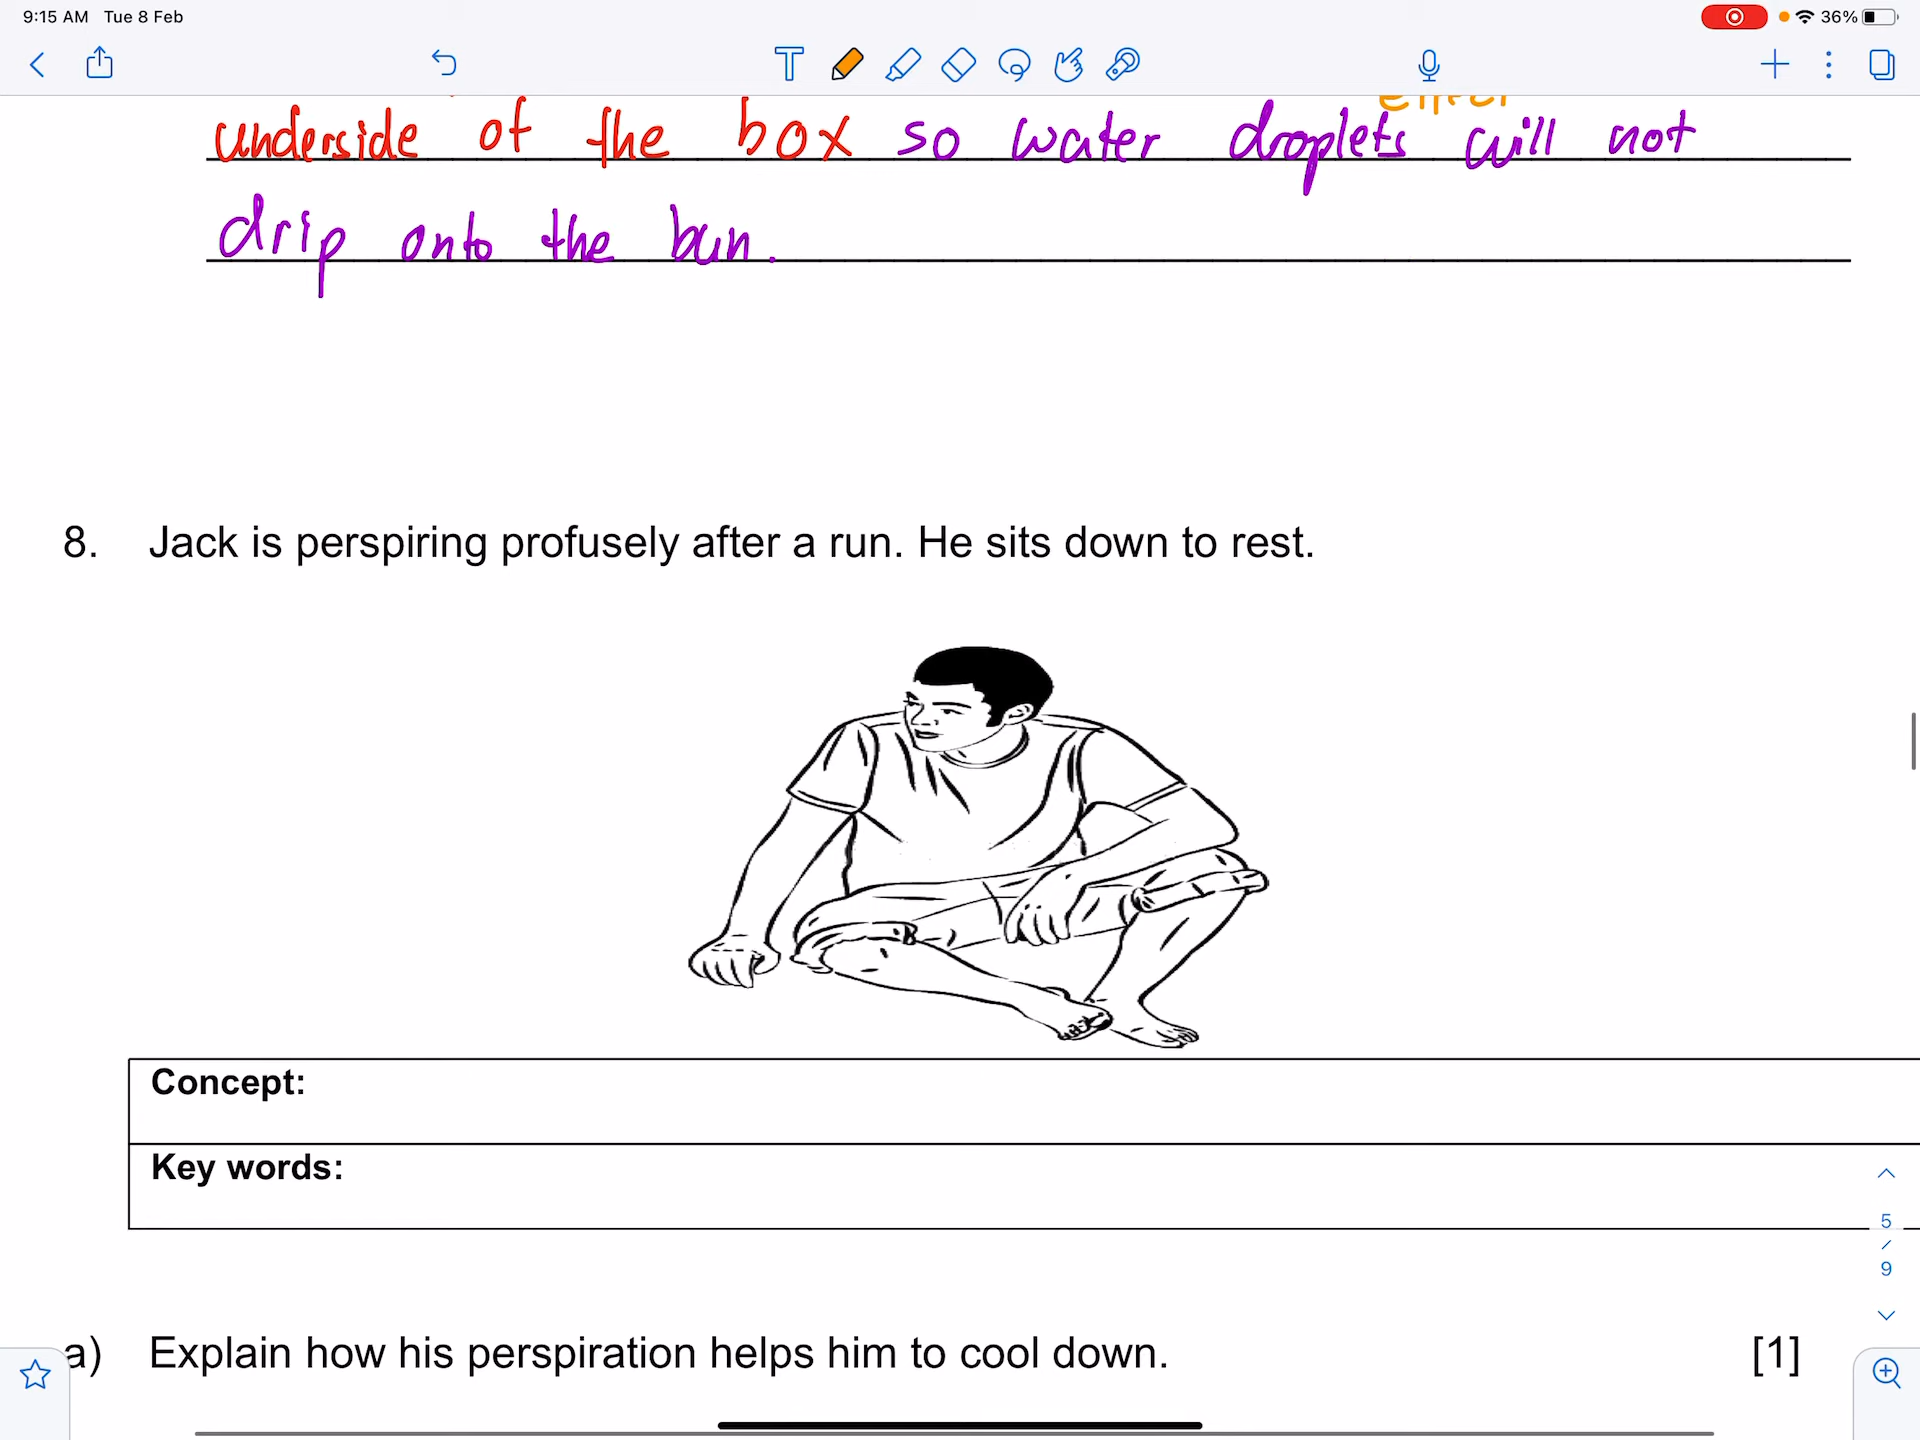 9:15 AM Tue 8 Feb
36%
underside of the box so water droplets will not
drip onto the bun.
8. Jack is perspiring profusely after a run. He sits down to rest.
Concept:
Key words:
5
/
9
a) Explain how his perspiration helps him to cool down. [1]